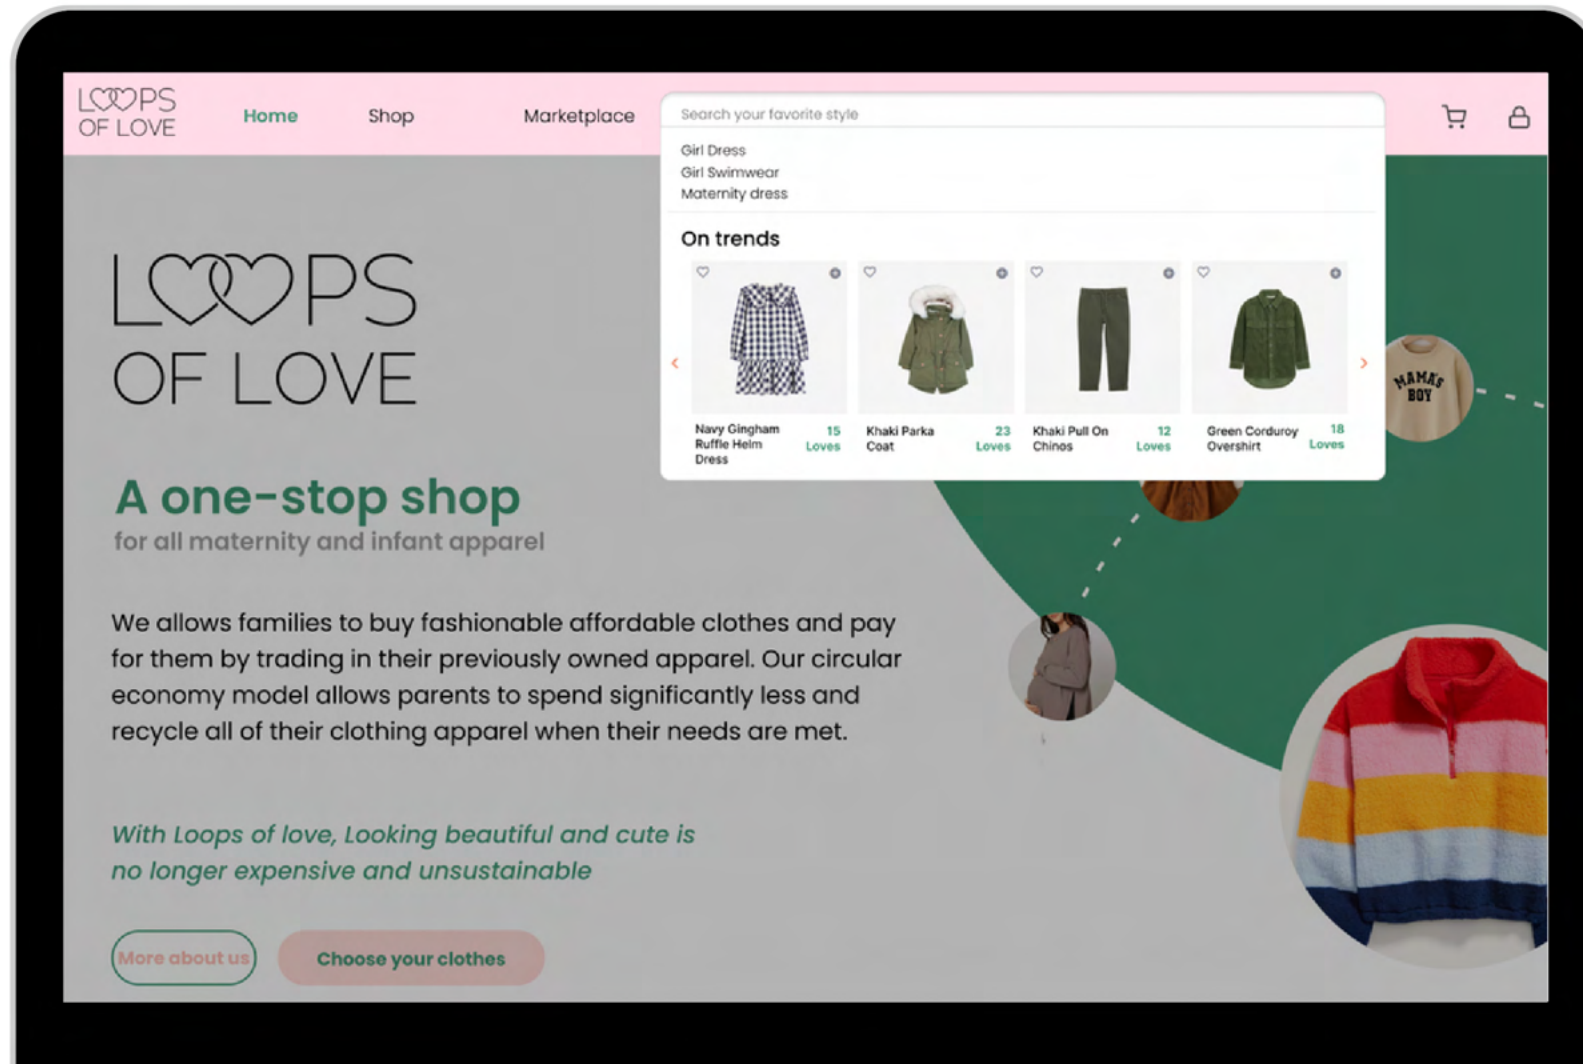 LOOPS
OF LOVE
Home
Shop
Marketplace
Search your favorite style
Girl Dress
Girl Swimwear
Maternity dress
On trends
Navy Gingham
Ruffle Helm
Dress
15
Loves
Khaki Parka
Coat
23
Loves
Khaki Pull On
Chinos
12
Loves
Green Corduroy
Overshirt
18
Loves
LOOPS
OF LOVE
A one-stop shop
for all maternity and infant apparel
We allows families to buy fashionable affordable clothes and pay
for them by trading in their previously owned apparel. Our circular
economy model allows parents to spend significantly less and
recycle all of their clothing apparel when their needs are met.
With Loops of love, Looking beautiful and cute is
no longer expensive and unsustainable
More about us
Choose your clothes
MAMA'S
BOY